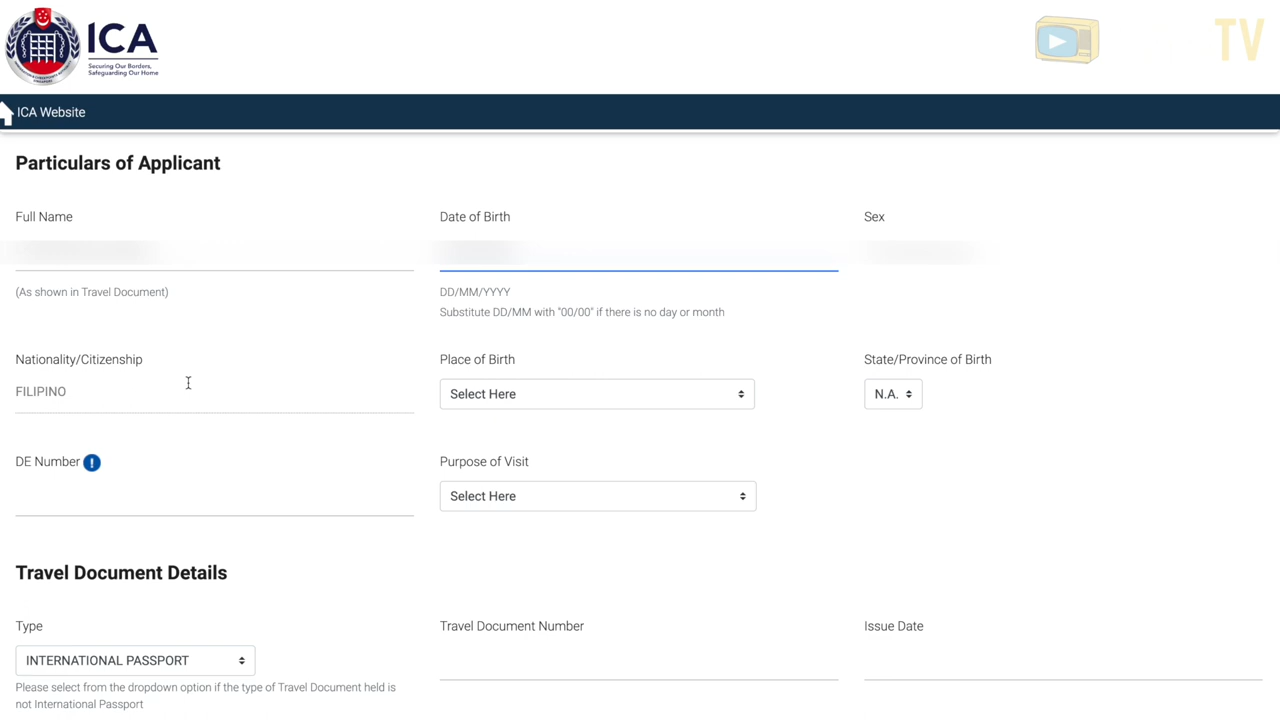 ICA
Securing Our Borders,
Safeguarding Our Home
TV
ICA Website
Particulars of Applicant
Full Name
Date of Birth
Sex
(As shown in Travel Document)
DD/MM/YYYY
Substitute DD/MM with "00/00" if there is no day or month
Nationality/Citizenship
Place of Birth
State/Province of Birth
FILIPINO
Select Here
N.A.
DE Number !
Purpose of Visit
Select Here
Travel Document Details
Type
Travel Document Number
Issue Date
INTERNATIONAL PASSPORT
Please select from the dropdown option if the type of Travel Document held is
not International Passport